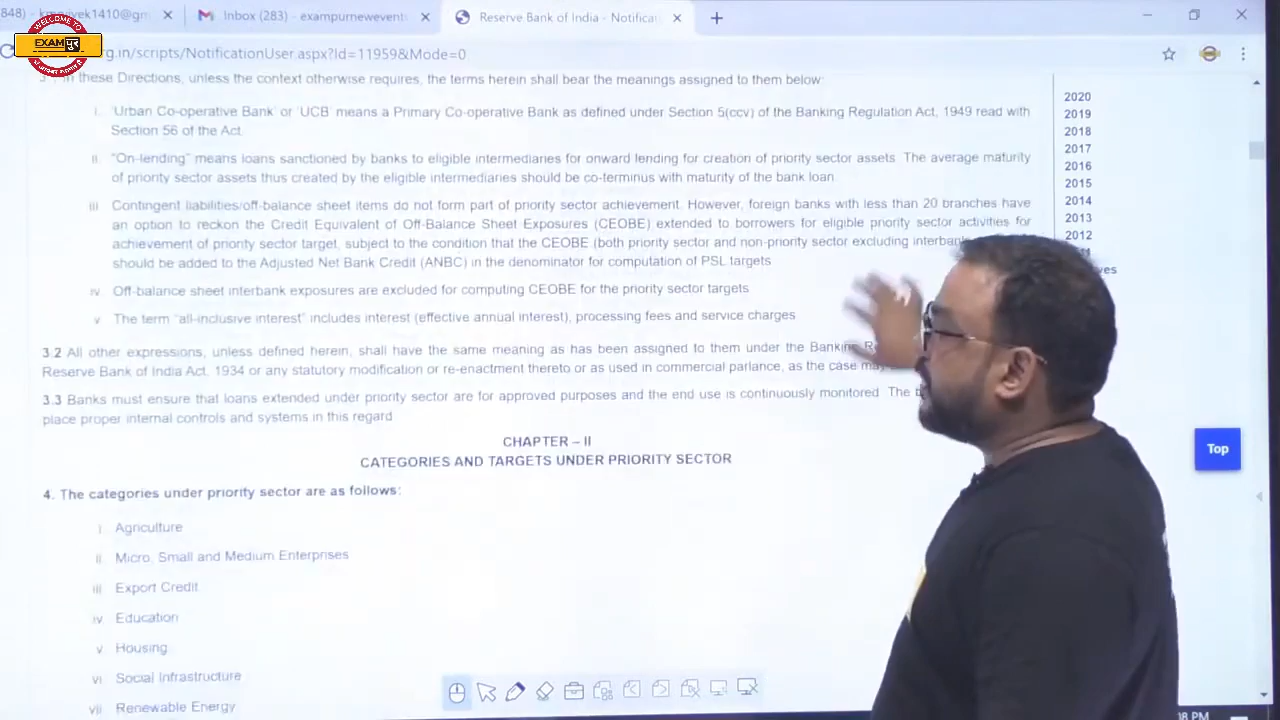 848)
Inbox (283) - exampurnewevent
Reserve Bank of India - Notificat
WELCOME TO
EXAM पुर
rg.in/scripts/NotificationUser.aspx?Id=11959&Mode=0
In these Directions, unless the context otherwise requires, the terms herein shall bear the meanings assigned to them below:
i. 'Urban Co-operative Bank' or 'UCB' means a Primary Co-operative Bank as defined under Section 5(ccv) of the Banking Regulation Act, 1949 read with
Section 56 of the Act.
ii. "On-lending" means loans sanctioned by banks to eligible intermediaries for onward lending for creation of priority sector assets. The average maturity
of priority sector assets thus created by the eligible intermediaries should be co-terminus with maturity of the bank loan.
iii. Contingent liabilities/off-balance sheet items do not form part of priority sector achievement. However, foreign banks with less than 20 branches have
an option to reckon the Credit Equivalent of Off-Balance Sheet Exposures (CEOBE) extended to borrowers for eligible priority sector activities for
achievement of priority sector target, subject to the condition that the CEOBE (both priority sector and non-priority sector excluding interban
should be added to the Adjusted Net Bank Credit (ANBC) in the denominator for computation of PSL targets.
iv. Off-balance sheet interbank exposures are excluded for computing CEOBE for the priority sector targets.
v. The term "all-inclusive interest" includes interest (effective annual interest), processing fees and service charges.
3.2 All other expressions, unless defined herein, shall have the same meaning as has been assigned to them under the Banking
Reserve Bank of India Act, 1934 or any statutory modification or re-enactment thereto or as used in commercial parlance, as the case may
3.3 Banks must ensure that loans extended under priority sector are for approved purposes and the end use is continuously monitored. The
place proper internal controls and systems in this regard.
CHAPTER – II
CATEGORIES AND TARGETS UNDER PRIORITY SECTOR
4. The categories under priority sector are as follows:
i. Agriculture
ii. Micro, Small and Medium Enterprises
iii. Export Credit
iv. Education
v. Housing
vi. Social Infrastructure
vii. Renewable Energy
2020
2019
2018
2017
2016
2015
2014
2013
2012
ves
Top
08 PM